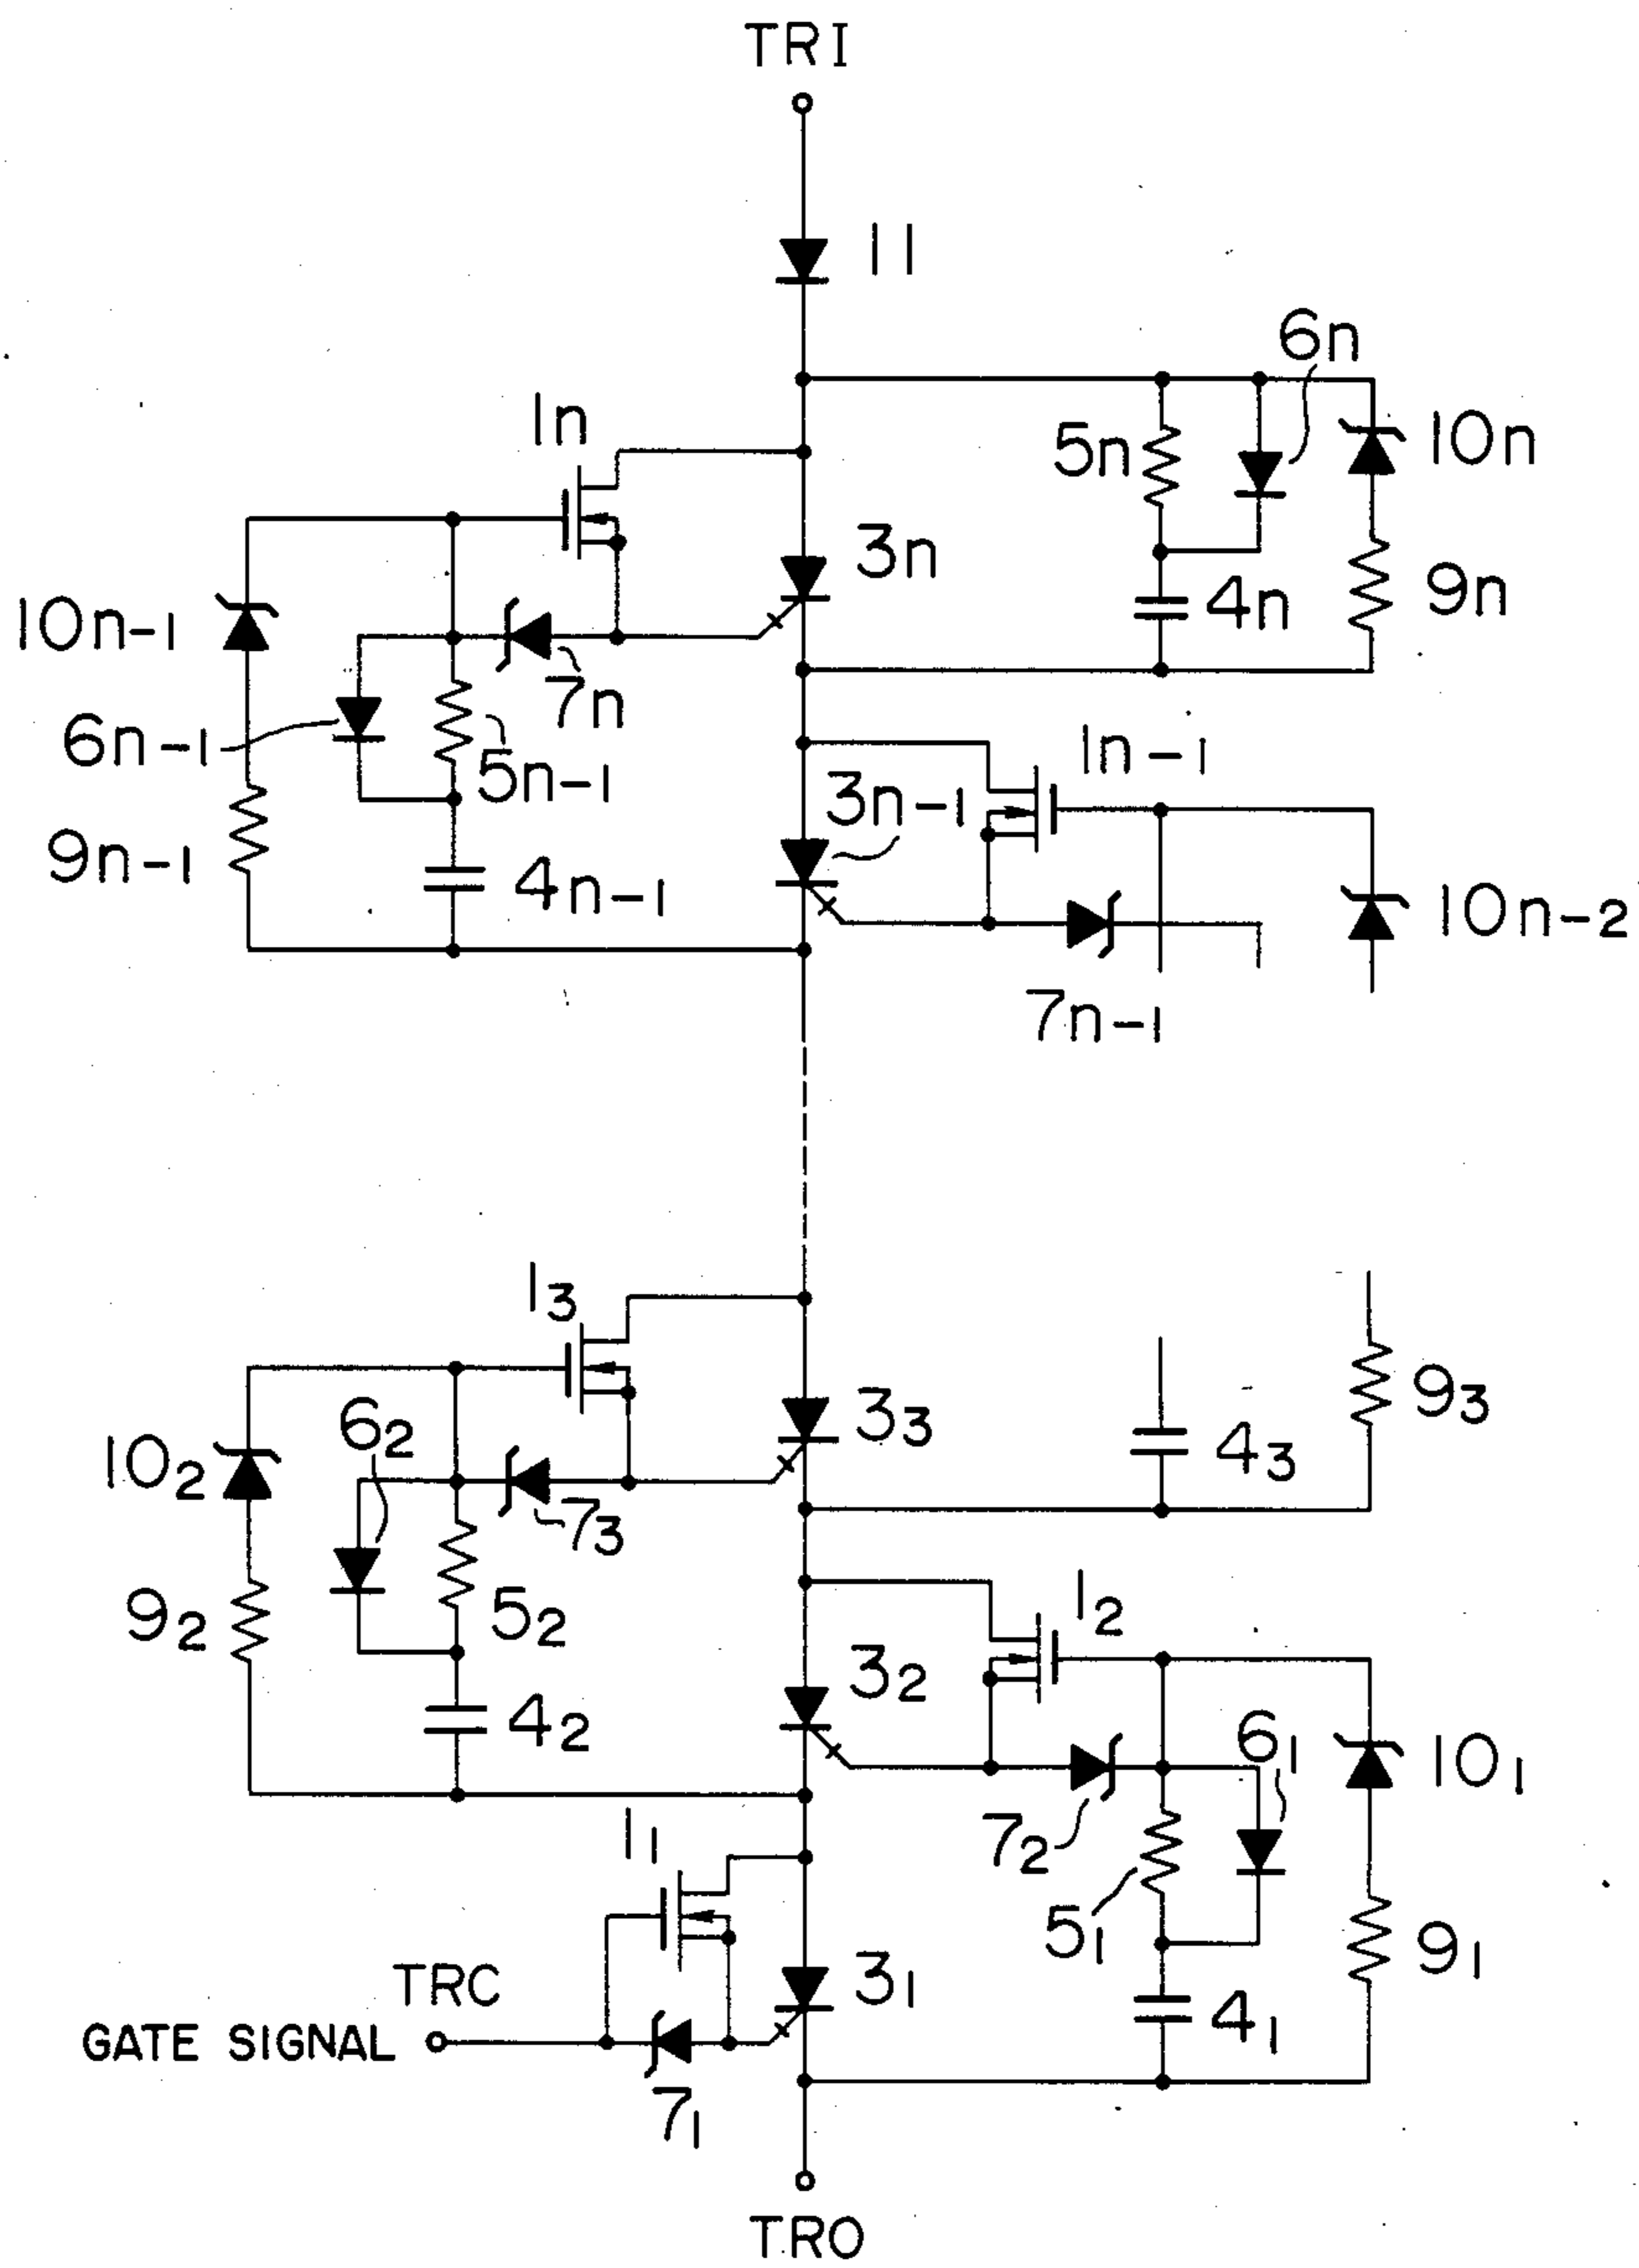 TRI
11
6n
1n
5n
10n
3n
4n
9n
10n-1
7n
6n-1
5n-1
1n-1
3n-1
9n-1
4n-1
10n-2
7n-1
13
62
33
93
102
43
73
12
92
52
32
42
61
101
11
72
51
TRC
31
91
GATE SIGNAL
41
71
TRO